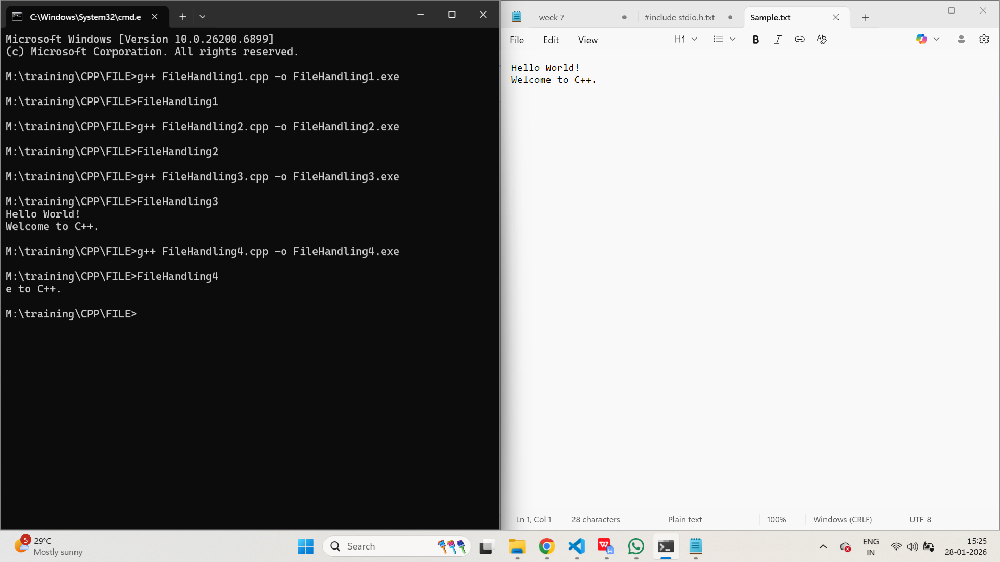 C:\Windows\System32\cmd.e
Microsoft Windows [Version 10.0.26200.6899]
(c) Microsoft Corporation. All rights reserved.
M:\training\CPP\FILE>g++ FileHandling1.cpp -o FileHandling1.exe
M:\training\CPP\FILE>FileHandling1
M:\training\CPP\FILE>g++ FileHandling2.cpp -o FileHandling2.exe
M:\training\CPP\FILE>FileHandling2
M:\training\CPP\FILE>g++ FileHandling3.cpp -o FileHandling3.exe
M:\training\CPP\FILE>FileHandling3
Hello World!
Welcome to C++.
M:\training\CPP\FILE>g++ FileHandling4.cpp -o FileHandling4.exe
M:\training\CPP\FILE>FileHandling4
e to C++.
M:\training\CPP\FILE>
week 7
#include stdio.h.txt
Sample.txt
File Edit View H1 B I
Hello World!
Welcome to C++.
Ln 1, Col 1 28 characters Plain text 100% Windows (CRLF) UTF-8
5
29°C
Mostly sunny
Search
ENG
IN
15:25
28-01-2026